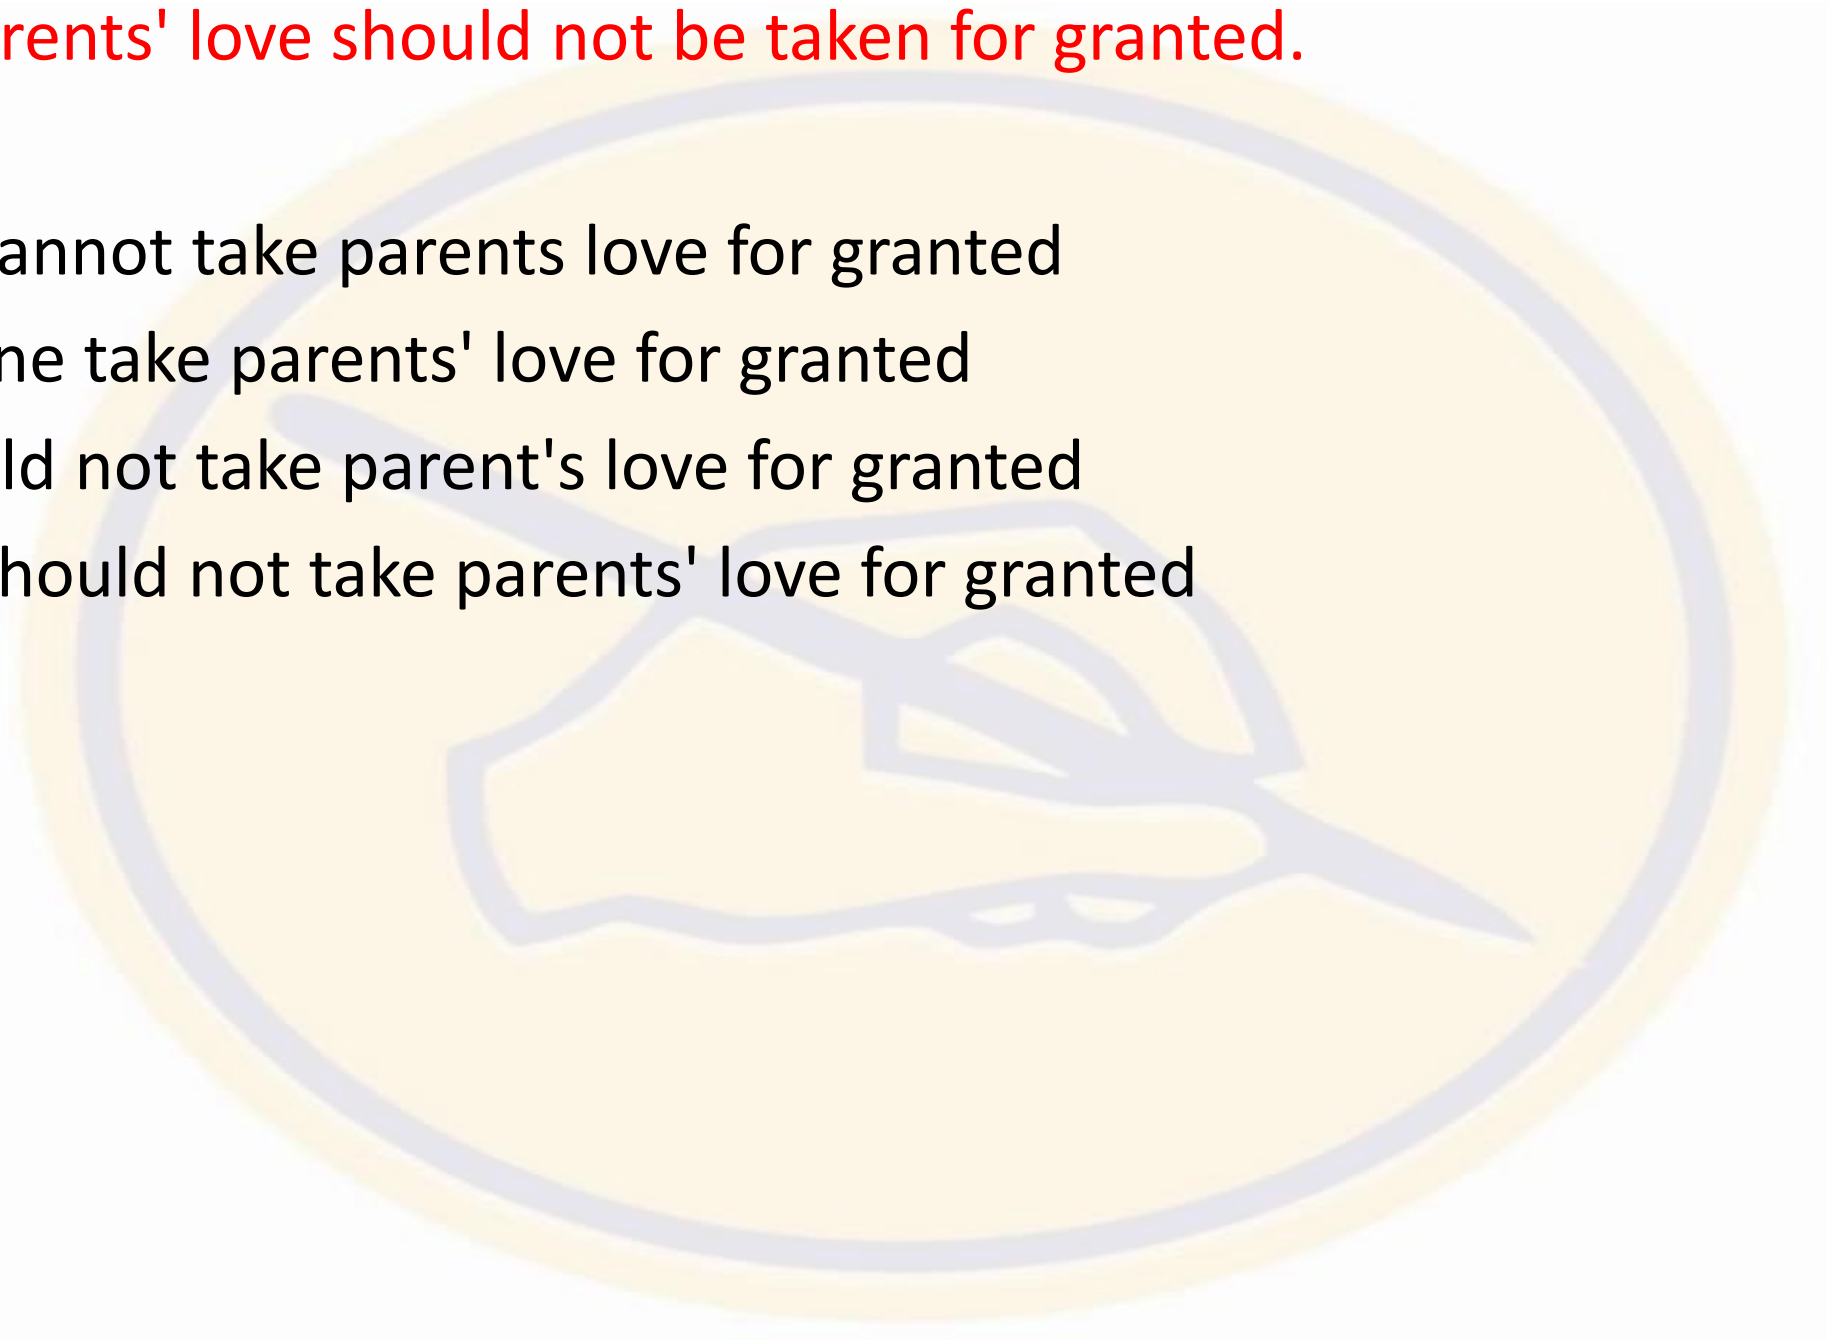 rents' love should not be taken for granted.
annot take parents love for granted
ne take parents' love for granted
ld not take parent's love for granted
hould not take parents' love for granted